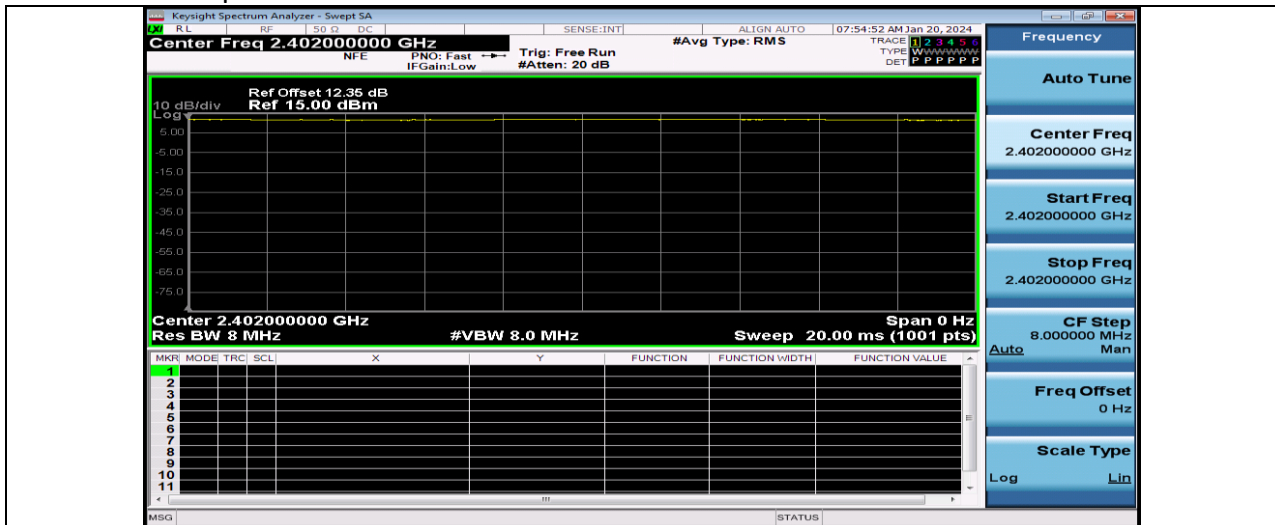 Keysight Spectrum Analyzer - Swept SA
LXI RL RF 50 Ω DC SENSE:INT ALIGN AUTO 07:54:52 AM Jan 20, 2024
Center Freq 2.402000000 GHz
NFE PNO: Fast Trig: Free Run #Avg Type: RMS
IFGain:Low #Atten: 20 dB
TRACE 1 2 3 4 5 6
TYPE WWWWWW
DET P P P P P P
Ref Offset 12.35 dB
10 dB/div Ref 15.00 dBm
Log
5.00
-5.00
-15.0
-25.0
-35.0
-45.0
-55.0
-65.0
-75.0
Center 2.402000000 GHz Span 0 Hz
Res BW 8 MHz #VBW 8.0 MHz Sweep 20.00 ms (1001 pts)
MKR MODE TRC SCL X Y FUNCTION FUNCTION WIDTH FUNCTION VALUE
1
2
3
4
5
6
7
8
9
10
11
MSG STATUS
Frequency
Auto Tune
Center Freq
2.402000000 GHz
Start Freq
2.402000000 GHz
Stop Freq
2.402000000 GHz
CF Step
8.000000 MHz
Auto Man
Freq Offset
0 Hz
Scale Type
Log Lin